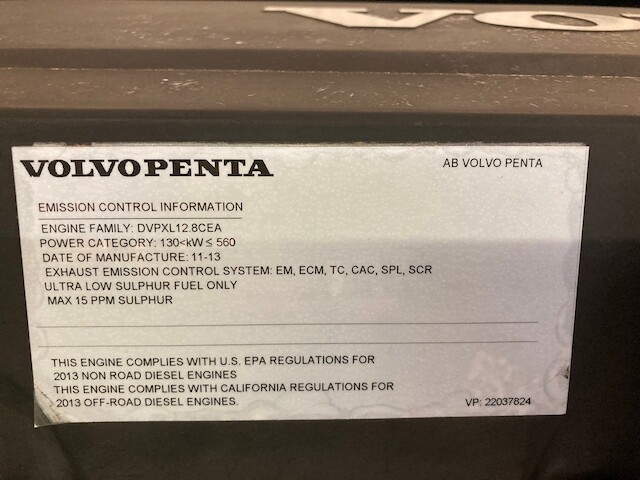 VOLVO PENTA
AB VOLVO PENTA
EMISSION CONTROL INFORMATION
ENGINE FAMILY: DVPXL12.8CEA
POWER CATEGORY: 130<kW ≤ 560
DATE OF MANUFACTURE: 11-13
EXHAUST EMISSION CONTROL SYSTEM: EM, ECM, TC, CAC, SPL, SCR
ULTRA LOW SULPHUR FUEL ONLY
MAX 15 PPM SULPHUR
THIS ENGINE COMPLIES WITH U.S. EPA REGULATIONS FOR
2013 NON ROAD DIESEL ENGINES
THIS ENGINE COMPLIES WITH CALIFORNIA REGULATIONS FOR
2013 OFF-ROAD DIESEL ENGINES.
VP: 22037824